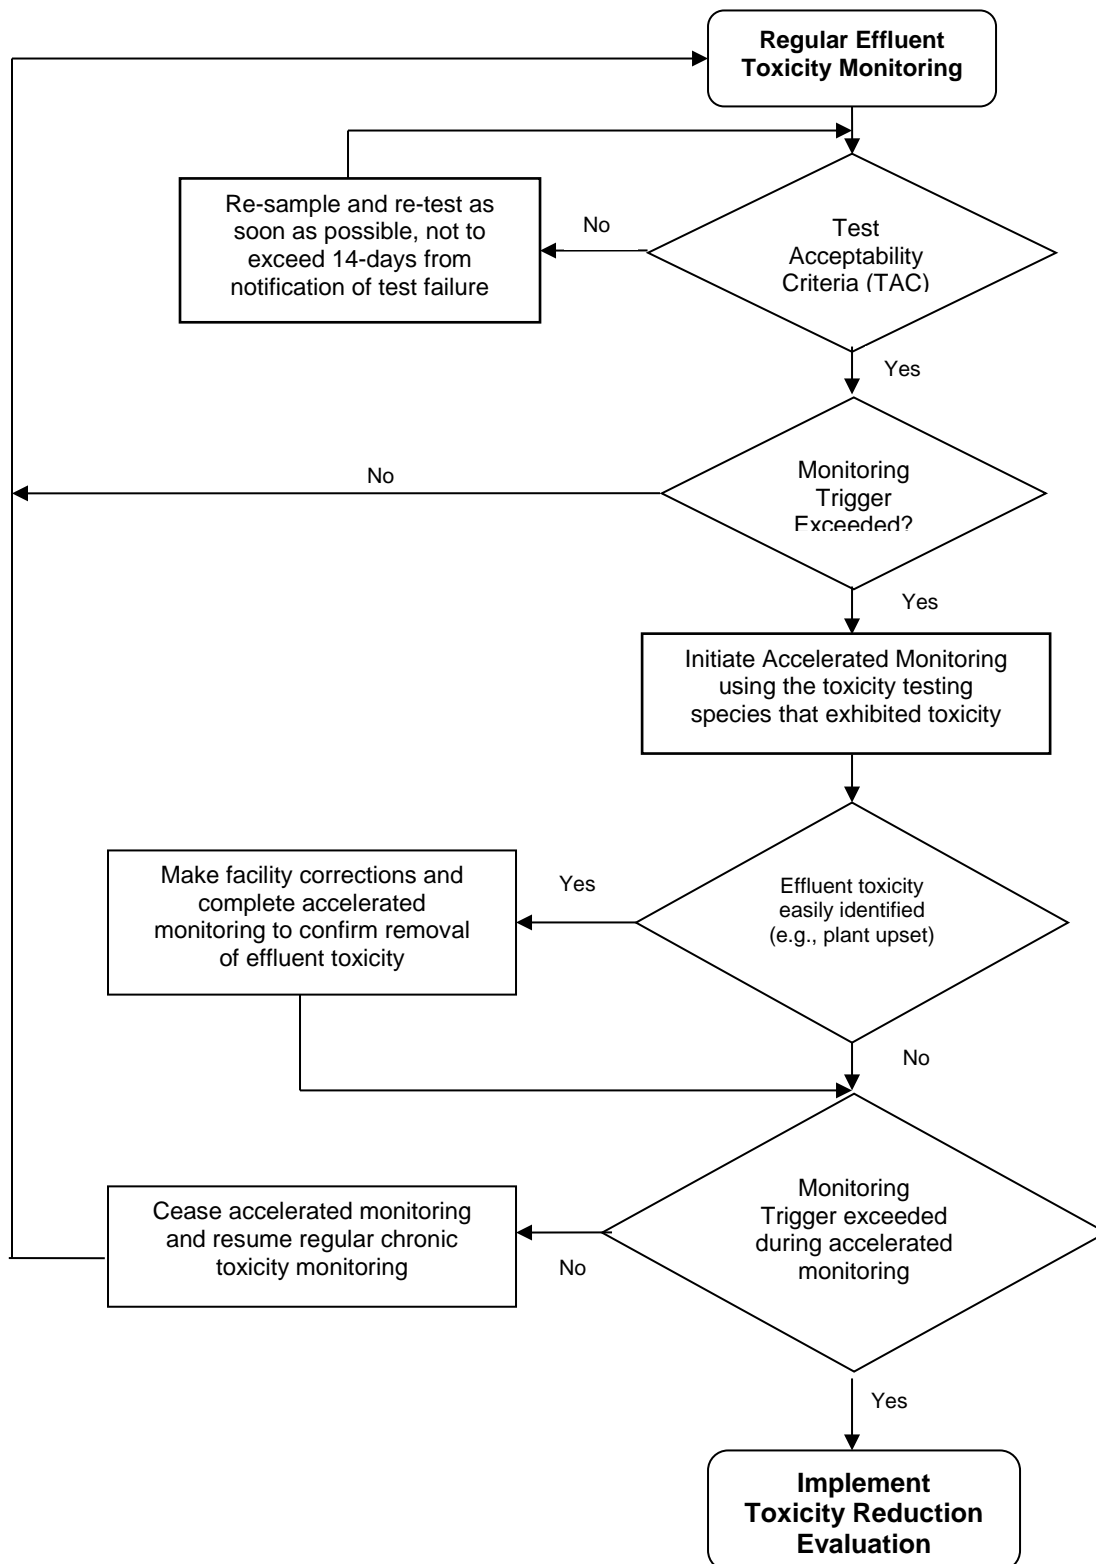 Regular Effluent
Toxicity Monitoring
Re-sample and re-test as
soon as possible, not to
exceed 14-days from
notification of test failure
No
Test
Acceptability
Criteria (TAC)
Yes
No
Monitoring
Trigger
Exceeded?
Yes
Initiate Accelerated Monitoring
using the toxicity testing
species that exhibited toxicity
Make facility corrections and
complete accelerated
monitoring to confirm removal
of effluent toxicity
Yes
Effluent toxicity
easily identified
(e.g., plant upset)
No
Cease accelerated monitoring
and resume regular chronic
toxicity monitoring
No
Monitoring
Trigger exceeded
during accelerated
monitoring
Yes
Implement
Toxicity Reduction
Evaluation